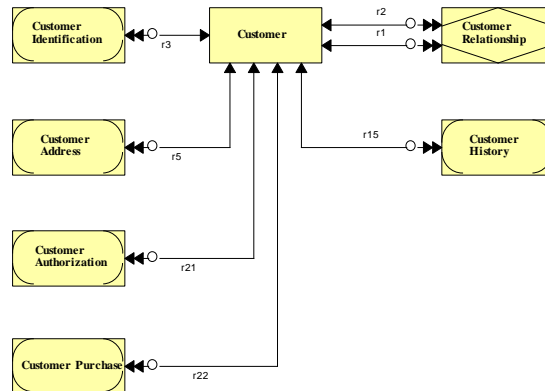 Customer
Identification
r3
Customer
r2
r1
Customer
Relationship
Customer
Address
r5
r15
Customer
History
Customer
Authorization
r21
Customer Purchase
r22